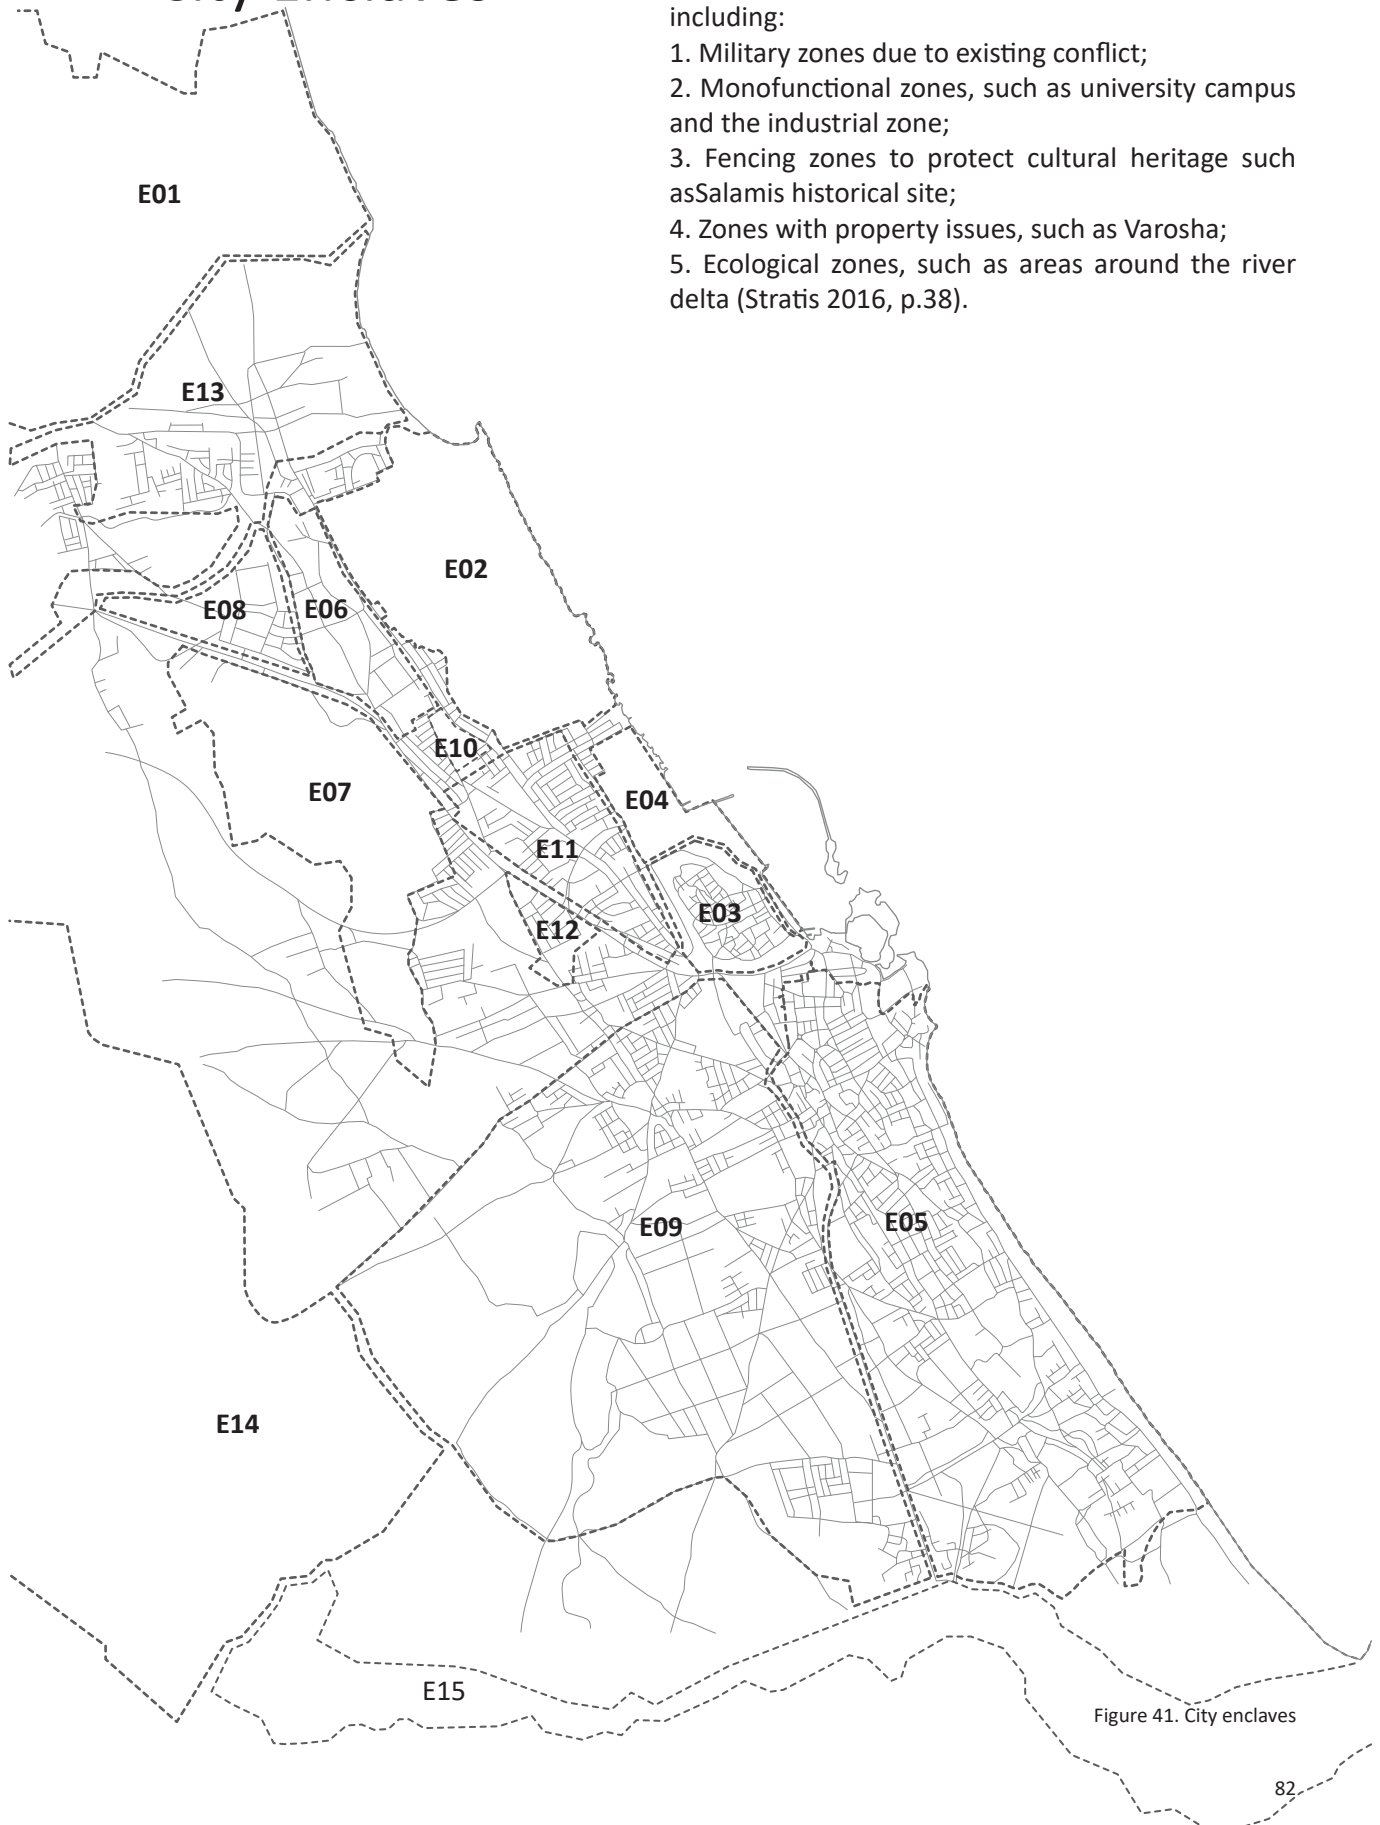 City Enclaves
including:
1. Military zones due to existing conflict;
2. Monofunctional zones, such as university campus
and the industrial zone;
3. Fencing zones to protect cultural heritage such
asSalamis historical site;
4. Zones with property issues, such as Varosha;
5. Ecological zones, such as areas around the river
delta (Stratis 2016, p.38).
E01
E13
E02
E08
E06
E10
E07
E04
E11
E03
E12
E09
E05
E14
E15
Figure 41. City enclaves
82